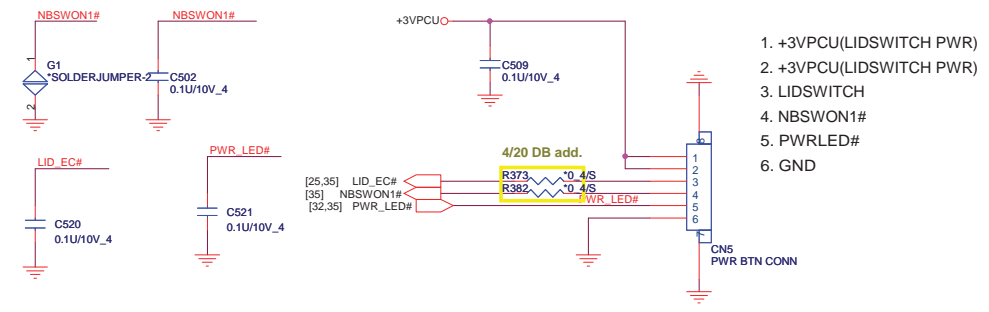 NBSWON1#
NBSWON1#
+3VPCU
1
G1
*SOLDERJUMPER-2
2
C502
0.1U/10V_4
C509
0.1U/10V_4
1. +3VPCU(LIDSWITCH PWR)
2. +3VPCU(LIDSWITCH PWR)
3. LIDSWITCH
4. NBSWON1#
5. PWRLED#
6. GND
LID_EC#
PWR_LED#
4/20 DB add.
8
1
2
3
4
5
6
7
[25,35] LID_EC#
R373 *0_4/S
[35] NBSWON1#
R382 *0_4/S
[32,35] PWR_LED#
PWR_LED#
C520
0.1U/10V_4
C521
0.1U/10V_4
CN5
PWR BTN CONN